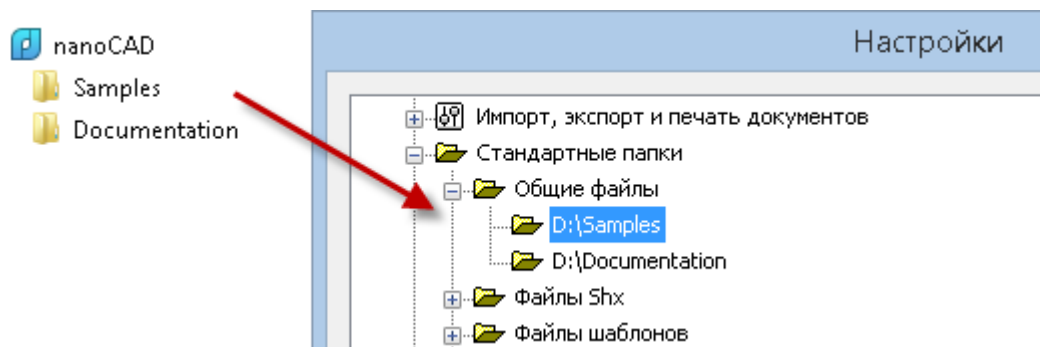 nanoCAD
Samples
Documentation
Настройки
Импорт, экспорт и печать документов
Стандартные папки
Общие файлы
D:\Samples
D:\Documentation
Файлы Shx
Файлы шаблонов